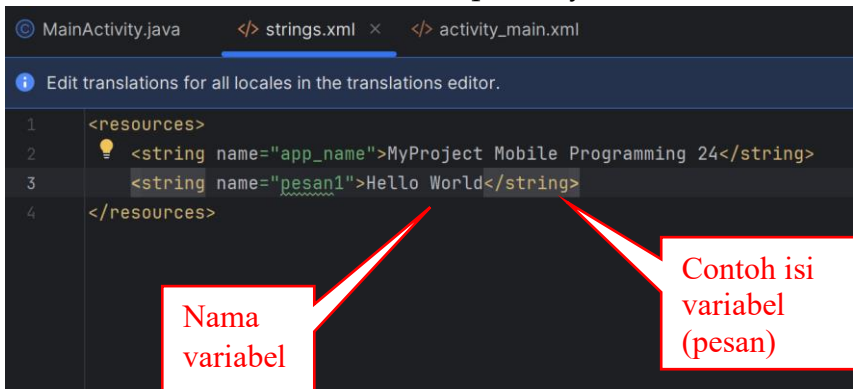 MainActivity.java </> strings.xml × </> activity_main.xml
Edit translations for all locales in the translations editor.
1 <resources>
2 <string name="app_name">MyProject Mobile Programming 24</string>
3 <string name="pesan1">Hello World</string>
4 </resources>
Nama
variabel
Contoh isi
variabel
(pesan)